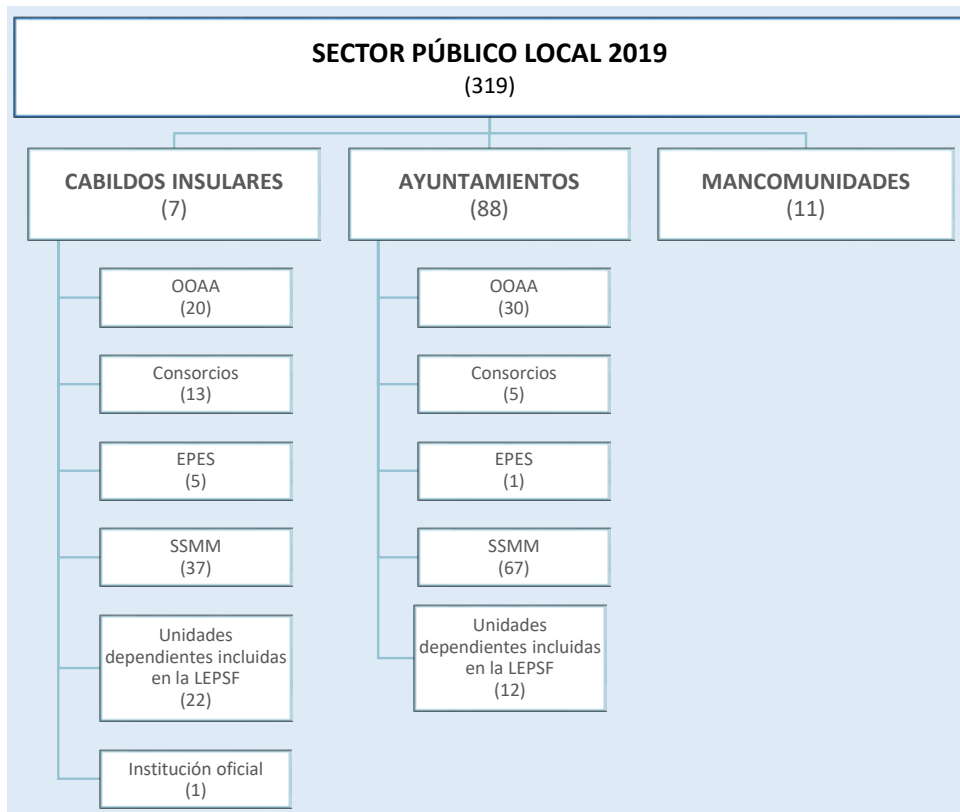 SECTOR PÚBLICO LOCAL 2019
(319)
CABILDOS INSULARES
(7)
OOAA
(20)
Consorcios
(13)
EPES
(5)
SSMM
(37)
Unidades
dependientes incluidas
en la LEPSF
(22)
Institución oficial
(1)
AYUNTAMIENTOS
(88)
OOAA
(30)
Consorcios
(5)
EPES
(1)
SSMM
(67)
Unidades
dependientes incluidas
en la LEPSF
(12)
MANCOMUNIDADES
(11)